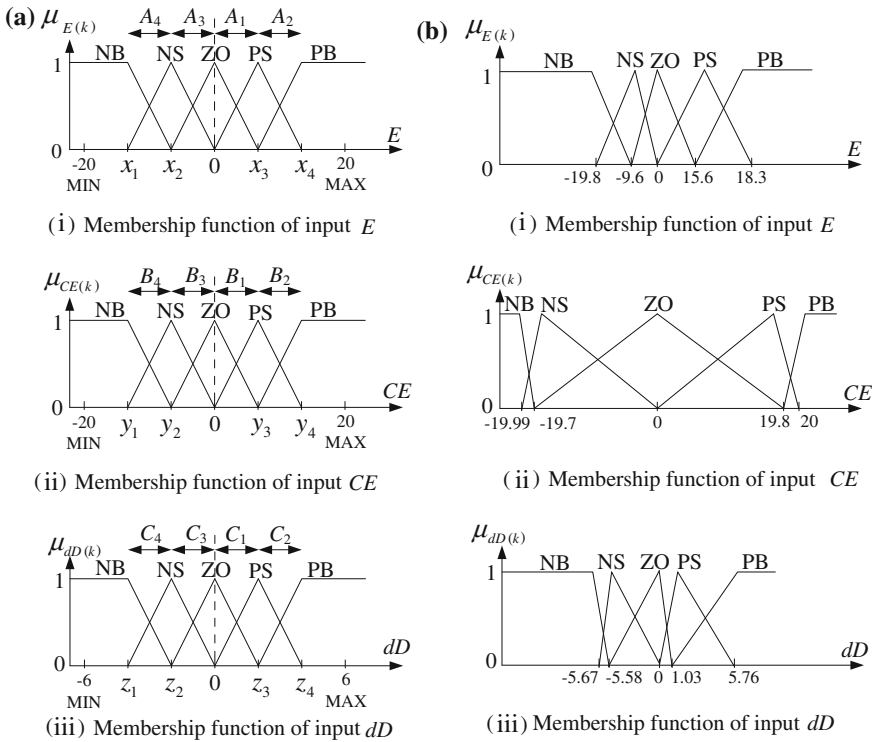 (a)
μE(k)
A4 A3 A1 A2
NB NS ZO PS PB
1
0
E
-20 x1 x2 0 x3 x4 20
MIN MAX
(i) Membership function of input E
μCE(k)
B4 B3 B1 B2
NB NS ZO PS PB
1
0
CE
-20 y1 y2 0 y3 y4 20
MIN MAX
(ii) Membership function of input CE
μdD(k)
C4 C3 C1 C2
NB NS ZO PS PB
1
0
dD
-6 z1 z2 0 z3 z4 6
MIN MAX
(iii) Membership function of input dD
(b)
μE(k)
NB NS ZO PS PB
1
0
E
-19.8 -9.6 0 15.6 18.3
(i) Membership function of input E
μCE(k)
NB NS ZO PS PB
1
0
CE
-19.99 -19.7 0 19.8 20
(ii) Membership function of input CE
μdD(k)
NB NS ZO PS PB
1
0
dD
-5.67 -5.58 0 1.03 5.76
(iii) Membership function of input dD